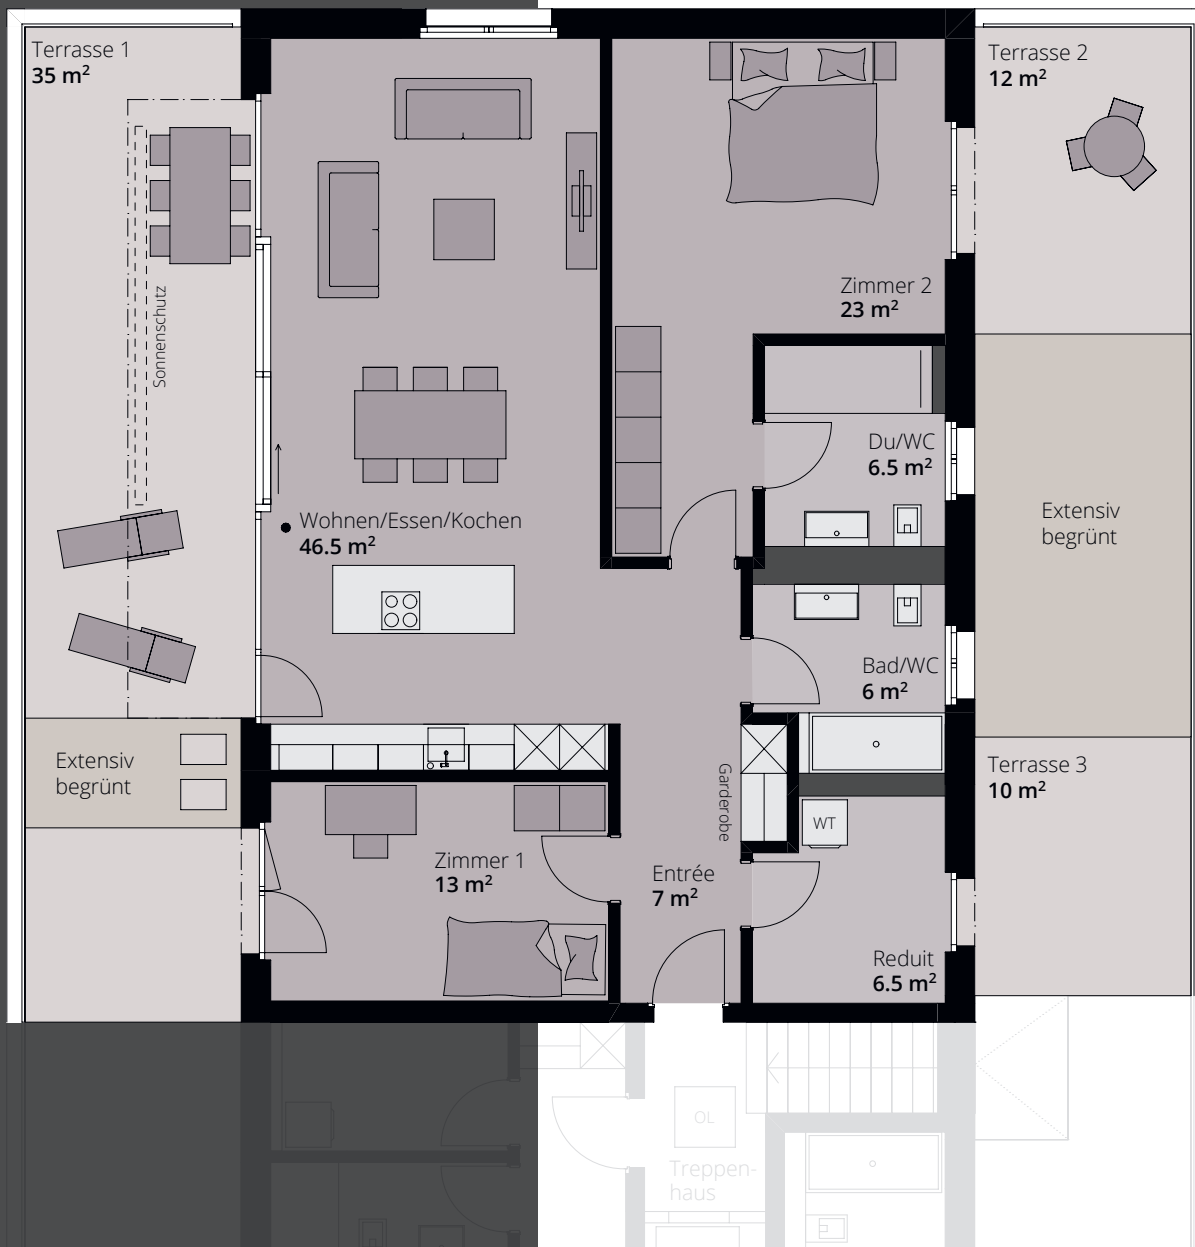 Terrasse 1
35 m²
Terrasse 2
12 m²
Sonnenschutz
Zimmer 2
23 m²
Du/WC
6.5 m²
Wohnen/Essen/Kochen
46.5 m²
Extensiv
begrünt
Bad/WC
6 m²
Extensiv
begrünt
Garderobe
Terrasse 3
10 m²
WT
Zimmer 1
13 m²
Entrée
7 m²
Reduit
6.5 m²
OL
Treppen-
haus